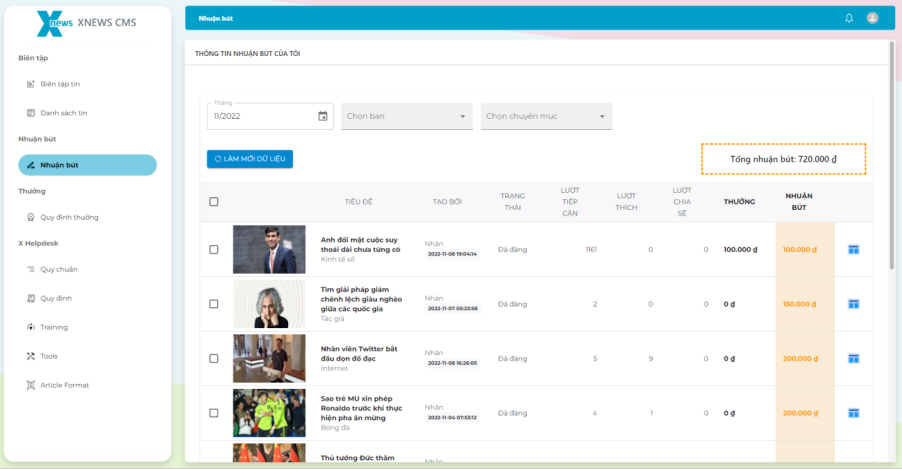 Xnews XNEWS CMS
Nhuận bút
THÔNG TIN NHUẬN BÚT CỦA TÔI
Biên tập
Biên tập tin
Danh sách tin
Nhuận bút
Nhuận bút
Thưởng
Quy định thưởng
X Helpdesk
Quy chuẩn
Quy định
Training
Tools
Article Format
Tháng
11/2022
Chọn ban
Chọn chuyên mục
LÀM MỚI DỮ LIỆU
Tổng nhuận bút: 720.000 ₫
TIÊU ĐỀ TẠO BỞI TRẠNG THÁI LƯỢT TIẾP CẬN LƯỢT THÍCH LƯỢT CHIA SẺ THƯỞNG NHUẬN BÚT
Anh đối mặt cuộc suy
thoái dài chưa từng có
Kinh tế số
Nhân
2022-11-08 19:04:14
Đã đăng 1161 0 0 100.000 ₫ 100.000 ₫
Tìm giải pháp giảm
chênh lệch giàu nghèo
giữa các quốc gia
Tác giả
Nhân
2022-11-07 05:23:58
Đã đăng 2 0 0 0 ₫ 150.000 ₫
Nhân viên Twitter bắt
đầu dọn đồ đạc
Internet
Nhân
2022-11-08 16:26:05
Đã đăng 5 9 0 0 ₫ 200.000 ₫
Sao trẻ MU xin phép
Ronaldo trước khi thực
hiện pha ăn mừng
Bóng đá
Nhân
2022-11-04 07:53:12
Đã đăng 4 1 0 0 ₫ 200.000 ₫
Thủ tướng Đức thăm
Nhân